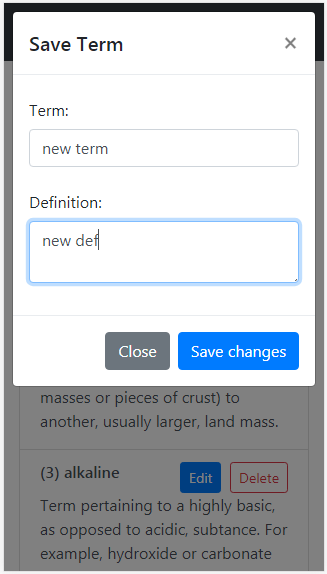 Save Term
×
Term:
new term
Definition:
new def
Close
Save changes
masses or pieces of crust) to
another, usually larger, land mass.
(3) alkaline
Edit
Delete
Term pertaining to a highly basic,
as opposed to acidic, subtance. For
example, hydroxide or carbonate